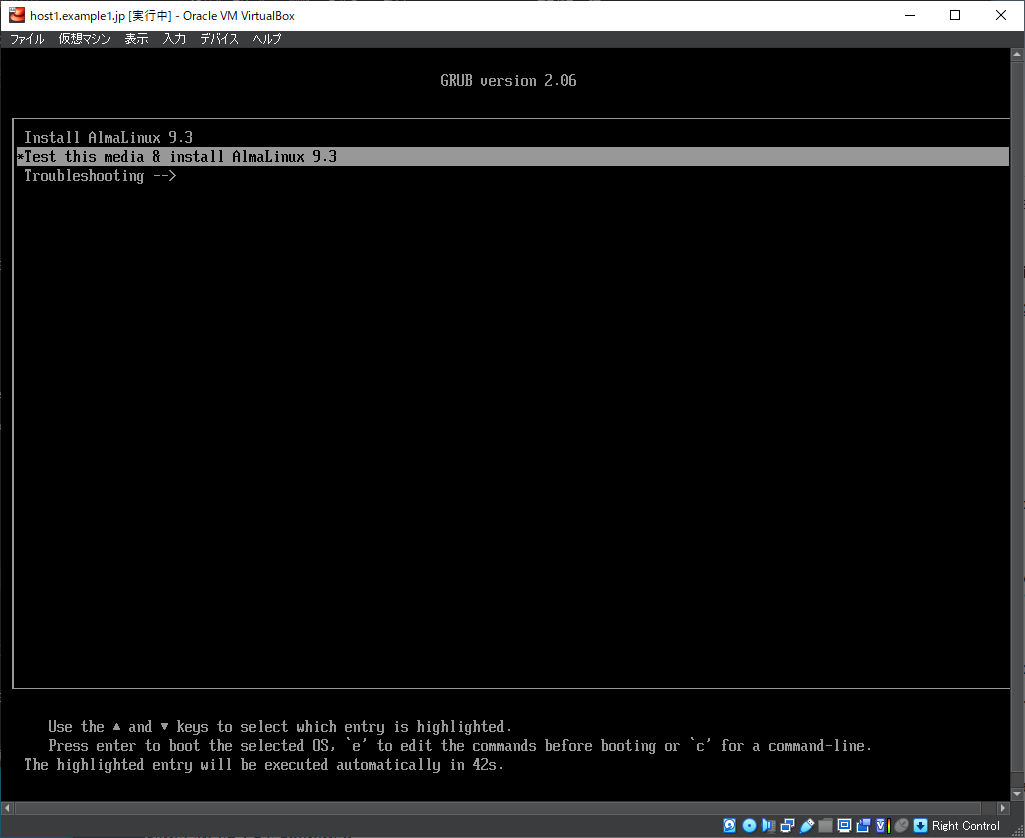 host1.example1.jp [実行中] - Oracle VM VirtualBox
ファイル 仮想マシン 表示 入力 デバイス ヘルプ
GRUB version 2.06
Install AlmaLinux 9.3
*Test this media & install AlmaLinux 9.3
Troubleshooting -->
Use the ▲ and ▼ keys to select which entry is highlighted.
Press enter to boot the selected OS, `e' to edit the commands before booting or `c' for a command-line.
The highlighted entry will be executed automatically in 42s.
Right Control